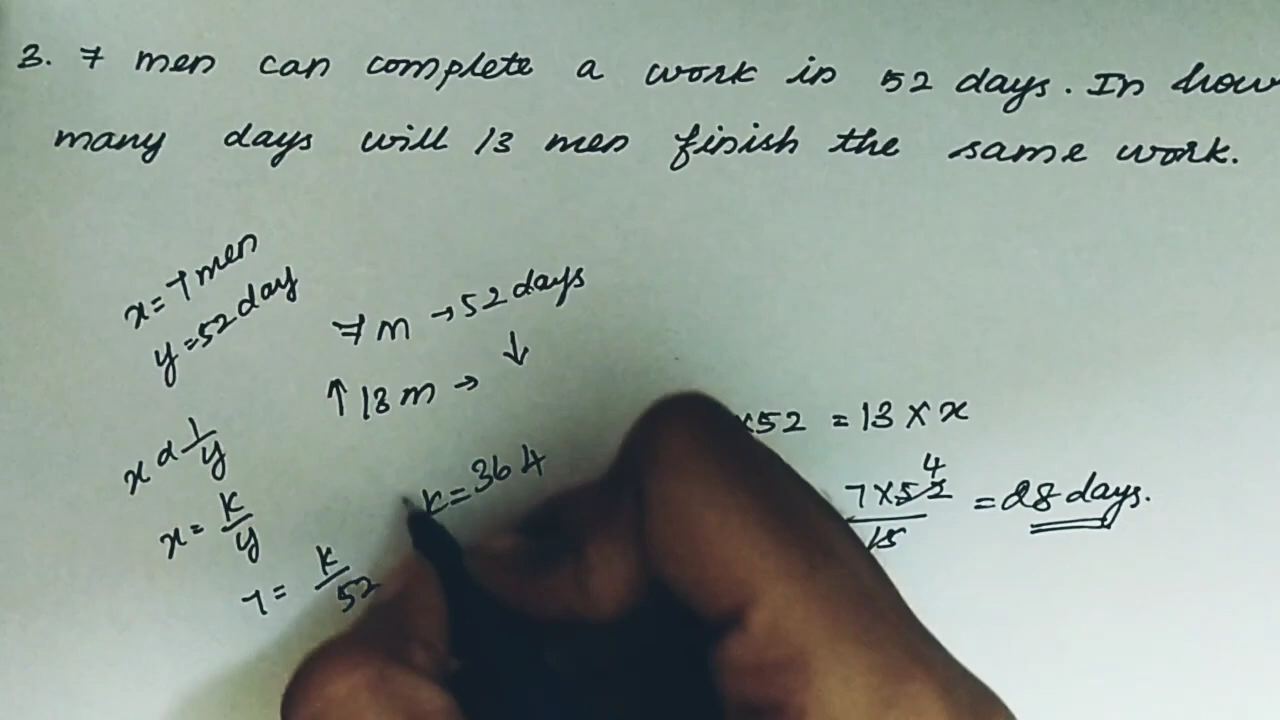 3. 7 men can complete a work in 52 days. In how
many days will 13 men finish the same work.
x = 7 men
y = 52 day
7 m → 52 days
↑ 13 m → ↓
x ∝ 1/y
x = k/y
7 = k/52
k = 364
×52 = 13 × x
7×52 4
/13 = 28 days.